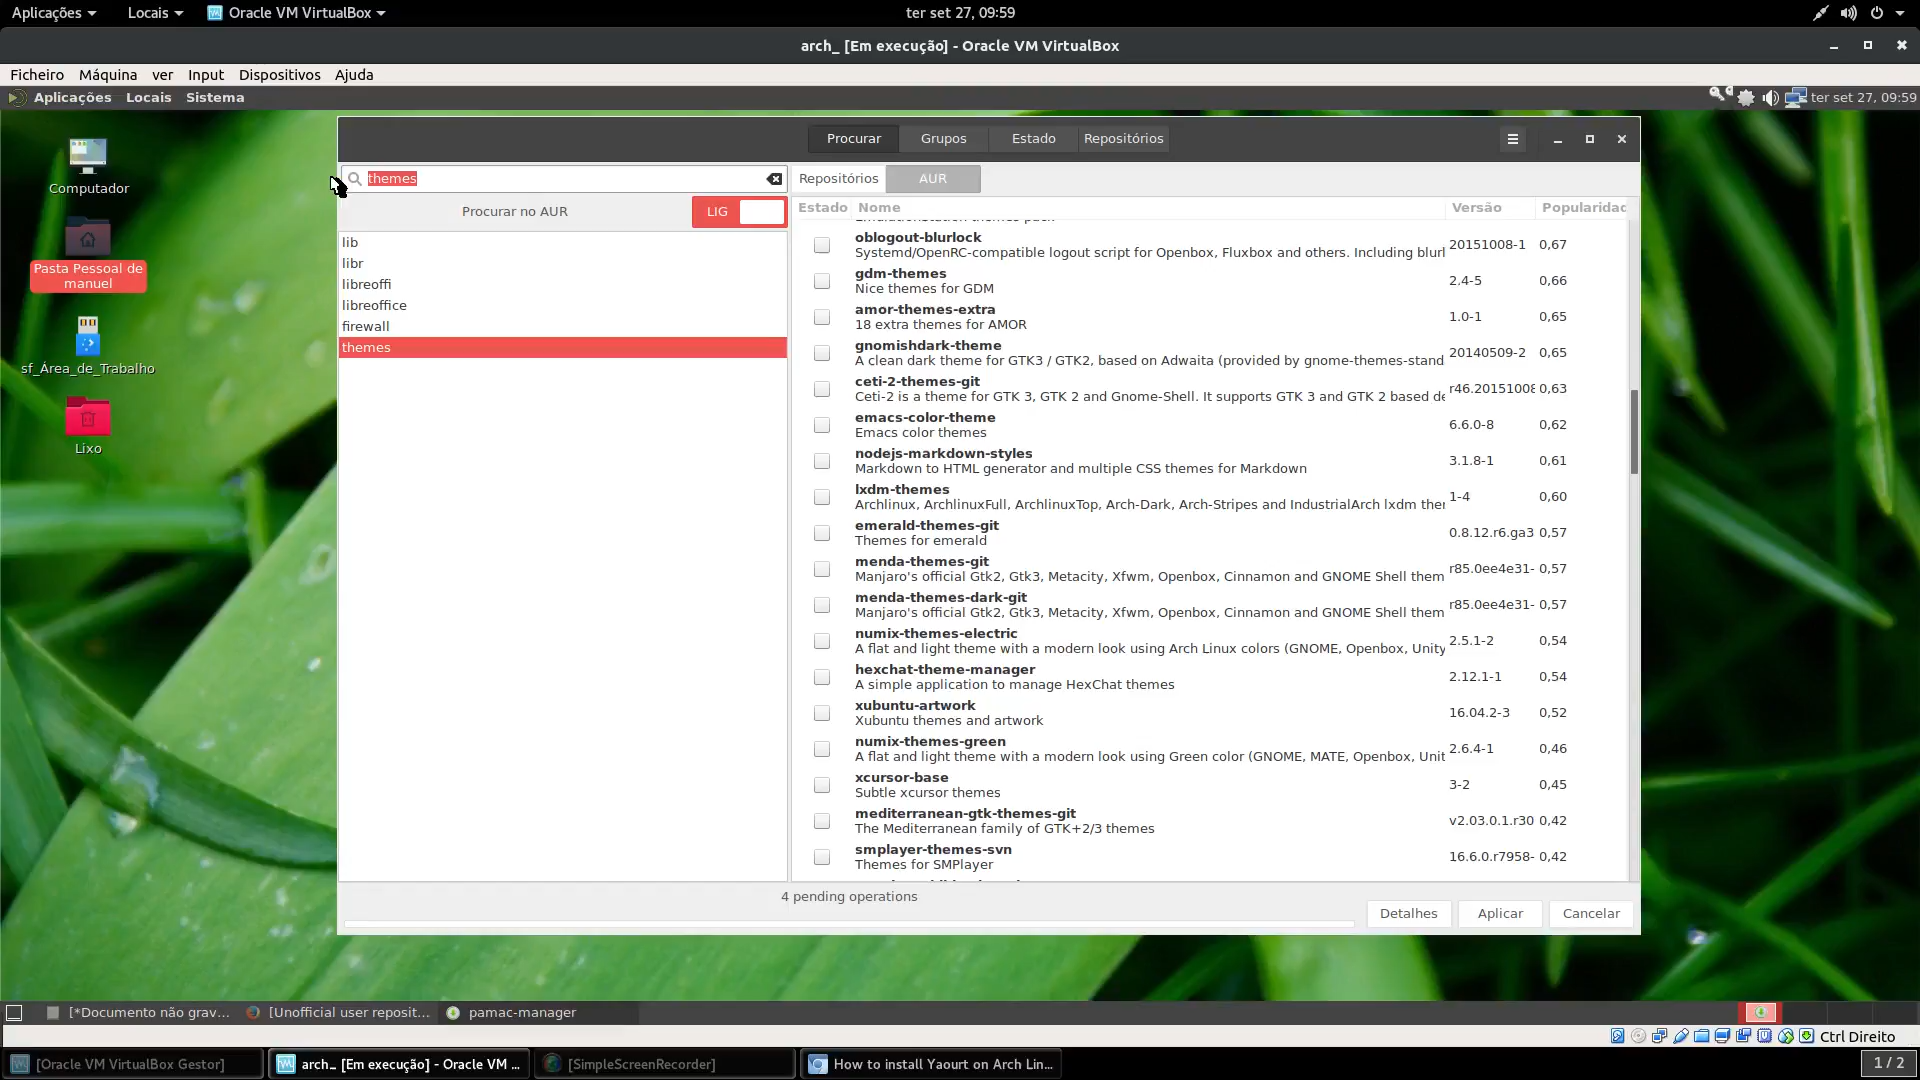 Aplicações Locais Oracle VM VirtualBox ter set 27, 09:59
arch_ [Em execução] - Oracle VM VirtualBox
Ficheiro Máquina ver Input Dispositivos Ajuda
Aplicações Locais Sistema ter set 27, 09:59
Computador
Pasta Pessoal de
manuel
sf_Área_de_Trabalho
Lixo
Procurar Grupos Estado Repositórios
themes
Procurar no AUR LIG
lib
libr
libreoffi
libreoffice
firewall
themes
Repositórios AUR
Estado Nome Versão Popularidad
oblogout-blurlock 20151008-1 0,67
Systemd/OpenRC-compatible logout script for Openbox, Fluxbox and others. Including blurl
gdm-themes 2.4-5 0,66
Nice themes for GDM
amor-themes-extra 1.0-1 0,65
18 extra themes for AMOR
gnomishdark-theme 20140509-2 0,65
A clean dark theme for GTK3 / GTK2, based on Adwaita (provided by gnome-themes-stand
ceti-2-themes-git r46.20151008 0,63
Ceti-2 is a theme for GTK 3, GTK 2 and Gnome-Shell. It supports GTK 3 and GTK 2 based de
emacs-color-theme 6.6.0-8 0,62
Emacs color themes
nodejs-markdown-styles 3.1.8-1 0,61
Markdown to HTML generator and multiple CSS themes for Markdown
lxdm-themes 1-4 0,60
Archlinux, ArchlinuxFull, ArchlinuxTop, Arch-Dark, Arch-Stripes and IndustrialArch lxdm ther
emerald-themes-git 0.8.12.r6.ga3 0,57
Themes for emerald
menda-themes-git r85.0ee4e31- 0,57
Manjaro's official Gtk2, Gtk3, Metacity, Xfwm, Openbox, Cinnamon and GNOME Shell them
menda-themes-dark-git r85.0ee4e31- 0,57
Manjaro's official Gtk2, Gtk3, Metacity, Xfwm, Openbox, Cinnamon and GNOME Shell them
numix-themes-electric 2.5.1-2 0,54
A flat and light theme with a modern look using Arch Linux colors (GNOME, Openbox, Unity
hexchat-theme-manager 2.12.1-1 0,54
A simple application to manage HexChat themes
xubuntu-artwork 16.04.2-3 0,52
Xubuntu themes and artwork
numix-themes-green 2.6.4-1 0,46
A flat and light theme with a modern look using Green color (GNOME, MATE, Openbox, Unit
xcursor-base 3-2 0,45
Subtle xcursor themes
mediterranean-gtk-themes-git v2.03.0.1.r30 0,42
The Mediterranean family of GTK+2/3 themes
smplayer-themes-svn 16.6.0.r7958- 0,42
Themes for SMPlayer
4 pending operations
Detalhes Aplicar Cancelar
[*Documento não grav... [Unofficial user reposit... pamac-manager
Ctrl Direito
[Oracle VM VirtualBox Gestor] arch_ [Em execução] - Oracle VM ... [SimpleScreenRecorder] How to install Yaourt on Arch Lin... 1 / 2